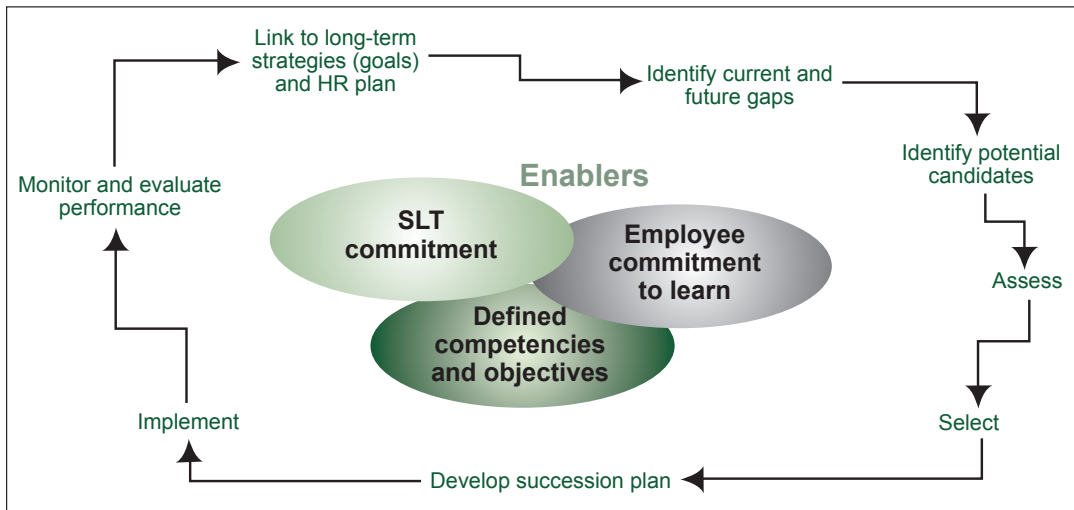 Link to long-term
strategies (goals)
and HR plan
Identify current and
future gaps
Identify potential
candidates
Assess
Select
Develop succession plan
Implement
Monitor and evaluate
performance
Enablers
SLT
commitment
Employee
commitment
to learn
Defined
competencies
and objectives